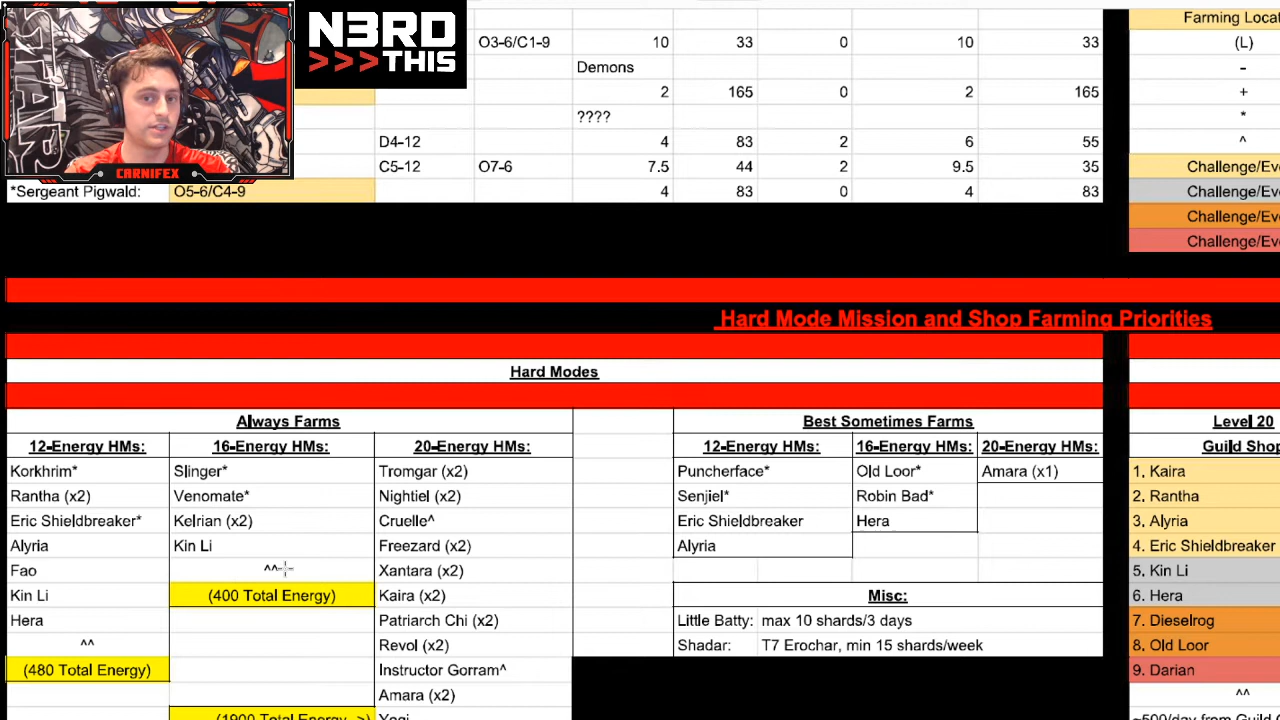 N3RD
>>>THIS
CARNIFEX
Farming Loca
O3-6/C1-9 10 33 0 10 33 (L)
Demons -
2 165 0 2 165 +
???? *
D4-12 4 83 2 6 55 ^
C5-12 O7-6 7.5 44 2 9.5 35 Challenge/Eve
*Sergeant Pigwald: O5-6/C4-9 4 83 0 4 83 Challenge/Eve
Challenge/Eve
Challenge/Eve
Hard Mode Mission and Shop Farming Priorities
Hard Modes
Always Farms Best Sometimes Farms Level 20
12-Energy HMs: 16-Energy HMs: 20-Energy HMs: 12-Energy HMs: 16-Energy HMs: 20-Energy HMs: Guild Shop
Korkhrim* Slinger* Tromgar (x2) Puncherface* Old Loor* Amara (x1) 1. Kaira
Rantha (x2) Venomate* Nightiel (x2) Senjiel* Robin Bad* 2. Rantha
Eric Shieldbreaker* Kelrian (x2) Cruelle^ Eric Shieldbreaker Hera 3. Alyria
Alyria Kin Li Freezard (x2) Alyria 4. Eric Shieldbreaker
Fao ^^ Xantara (x2) 5. Kin Li
Kin Li (400 Total Energy) Kaira (x2) Misc: 6. Hera
Hera Patriarch Chi (x2) Little Batty: max 10 shards/3 days 7. Dieselrog
^^ Revol (x2) Shadar: T7 Erochar, min 15 shards/week 8. Old Loor
(480 Total Energy) Instructor Gorram^ 9. Darian
Amara (x2) ^^
(1900 Total Energy ->) Yagi ~500/day from Guild Q